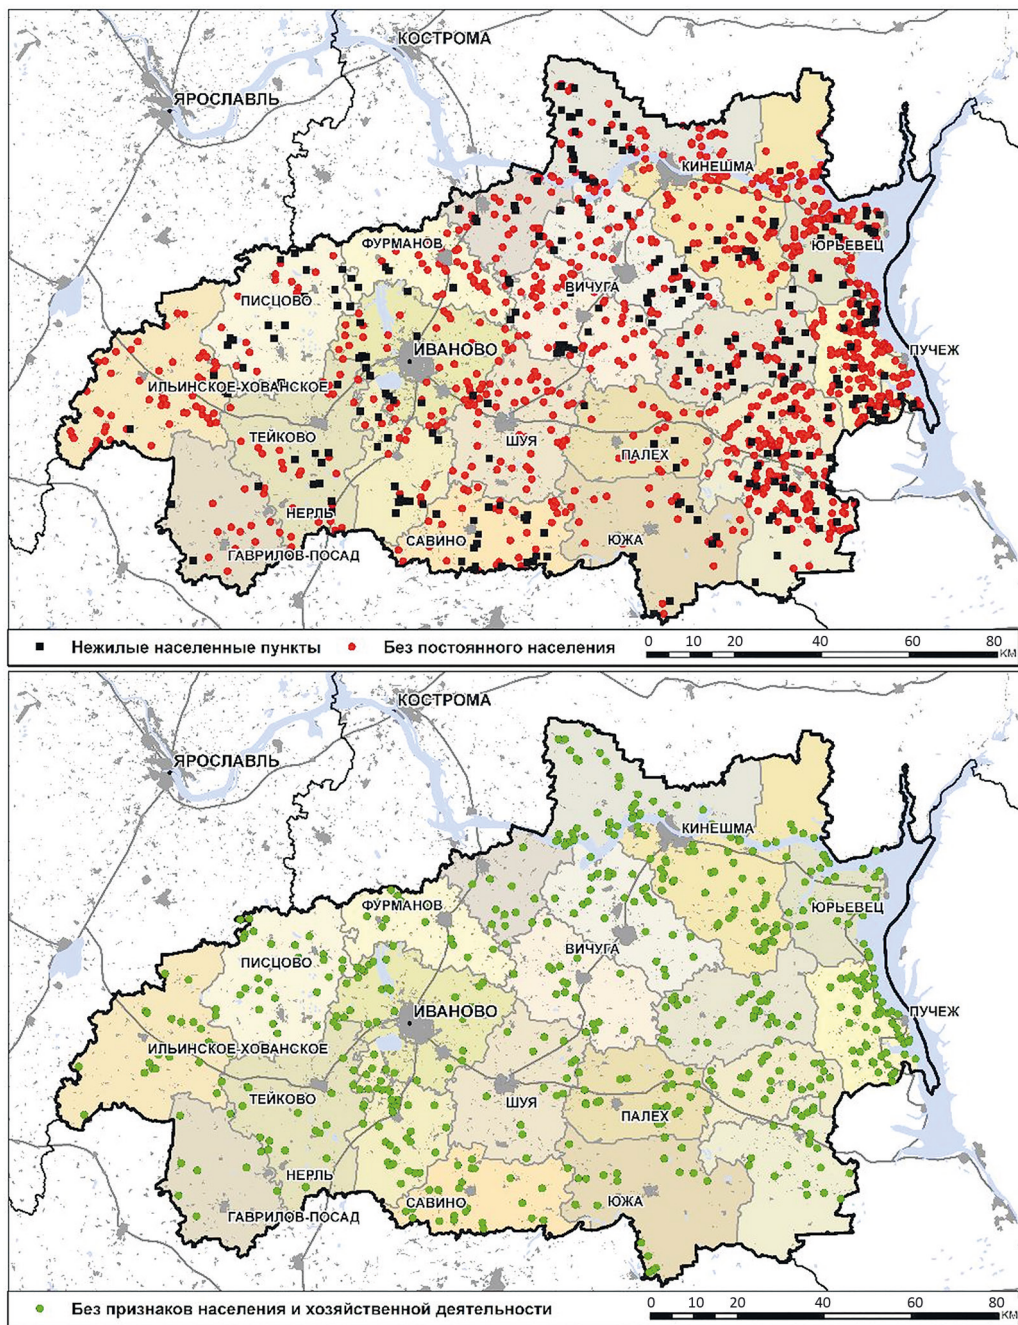 КОСТРОМА
ЯРОСЛАВЛЬ
КИНЕШМА
ФУРМАНОВ
ЮРЬЕВЕЦ
ВИЧУГА
ПИСЦОВО
ИВАНОВО
ПУЧЕЖ
ИЛЬИНСКОЕ-ХОВАНСКОЕ
ТЕЙКОВО
ШУЯ
ПАЛЕХ
НЕРЛЬ
САВИНО
ЮЖА
ГАВРИЛОВ-ПОСАД
Нежилые населенные пункты Без постоянного населения
0 10 20 40 60 80
КМ
КОСТРОМА
ЯРОСЛАВЛЬ
КИНЕШМА
ФУРМАНОВ
ЮРЬЕВЕЦ
ВИЧУГА
ПИСЦОВО
ИВАНОВО
ПУЧЕЖ
ИЛЬИНСКОЕ-ХОВАНСКОЕ
ТЕЙКОВО
ШУЯ
ПАЛЕХ
НЕРЛЬ
САВИНО
ЮЖА
ГАВРИЛОВ-ПОСАД
Без признаков населения и хозяйственной деятельности
0 10 20 40 60 80
КМ